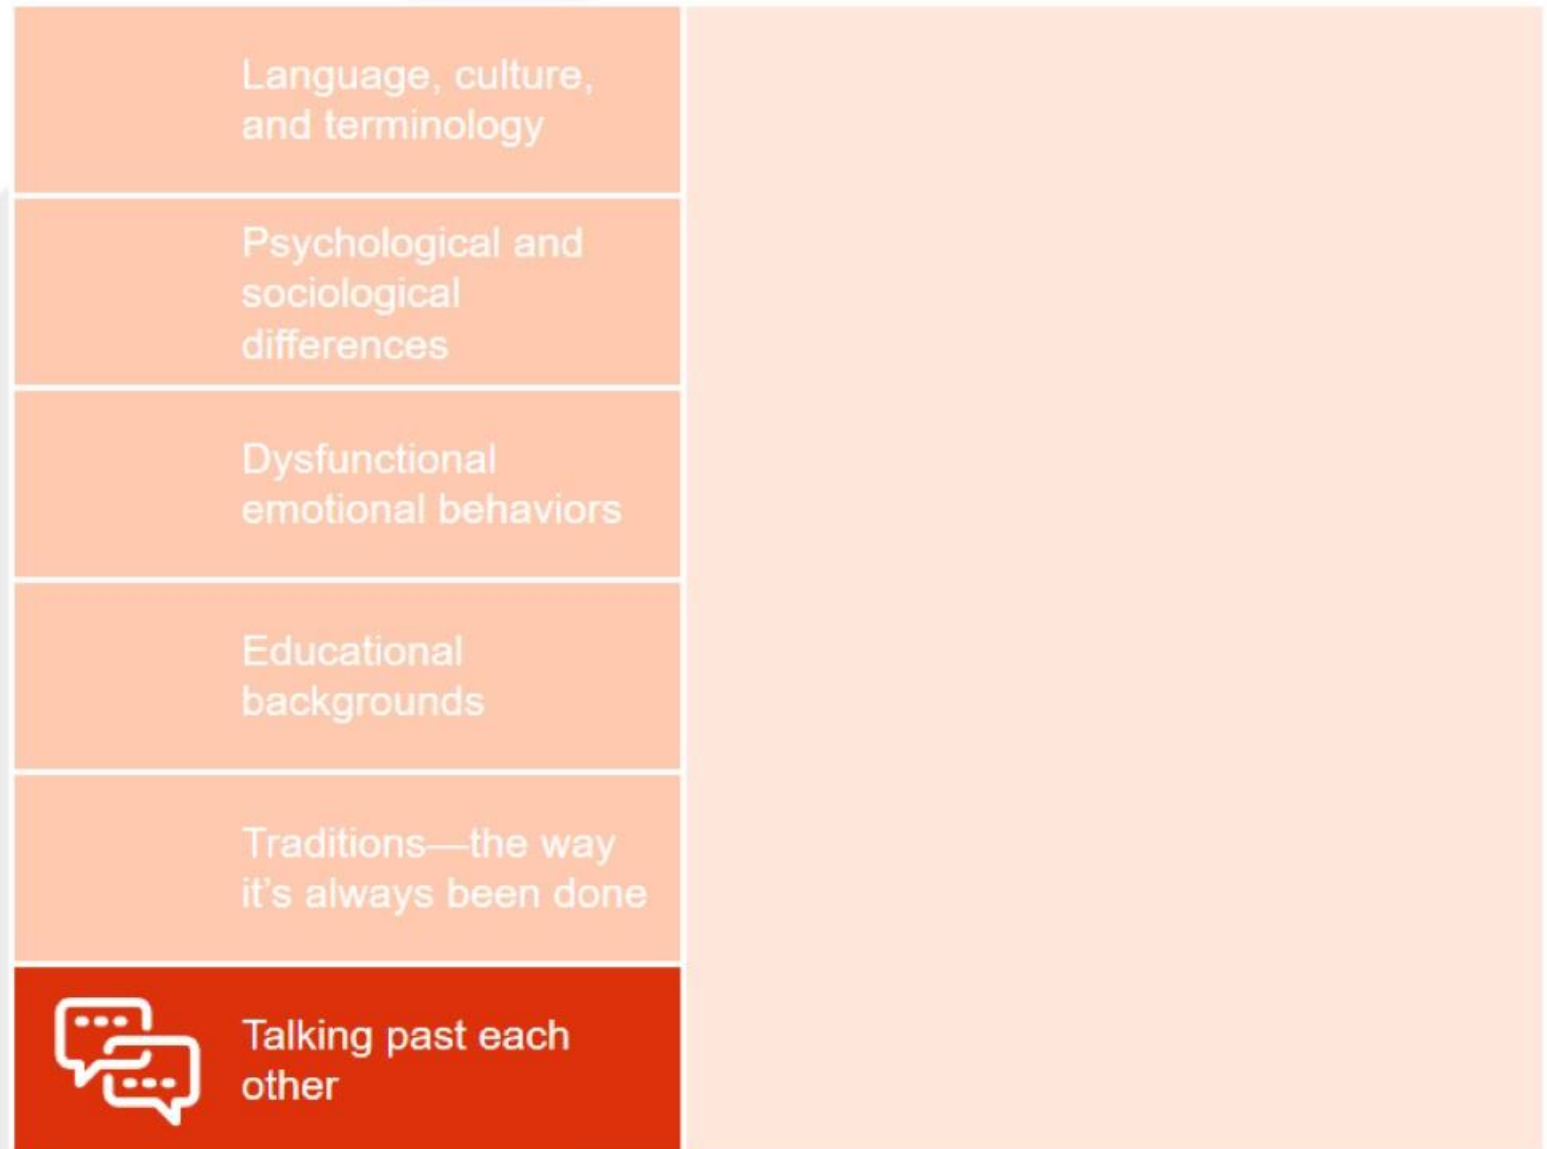 Language, culture,
and terminology
Psychological and
sociological
differences
Dysfunctional
emotional behaviors
Educational
backgrounds
Traditions—the way
it's always been done
Talking past each
other